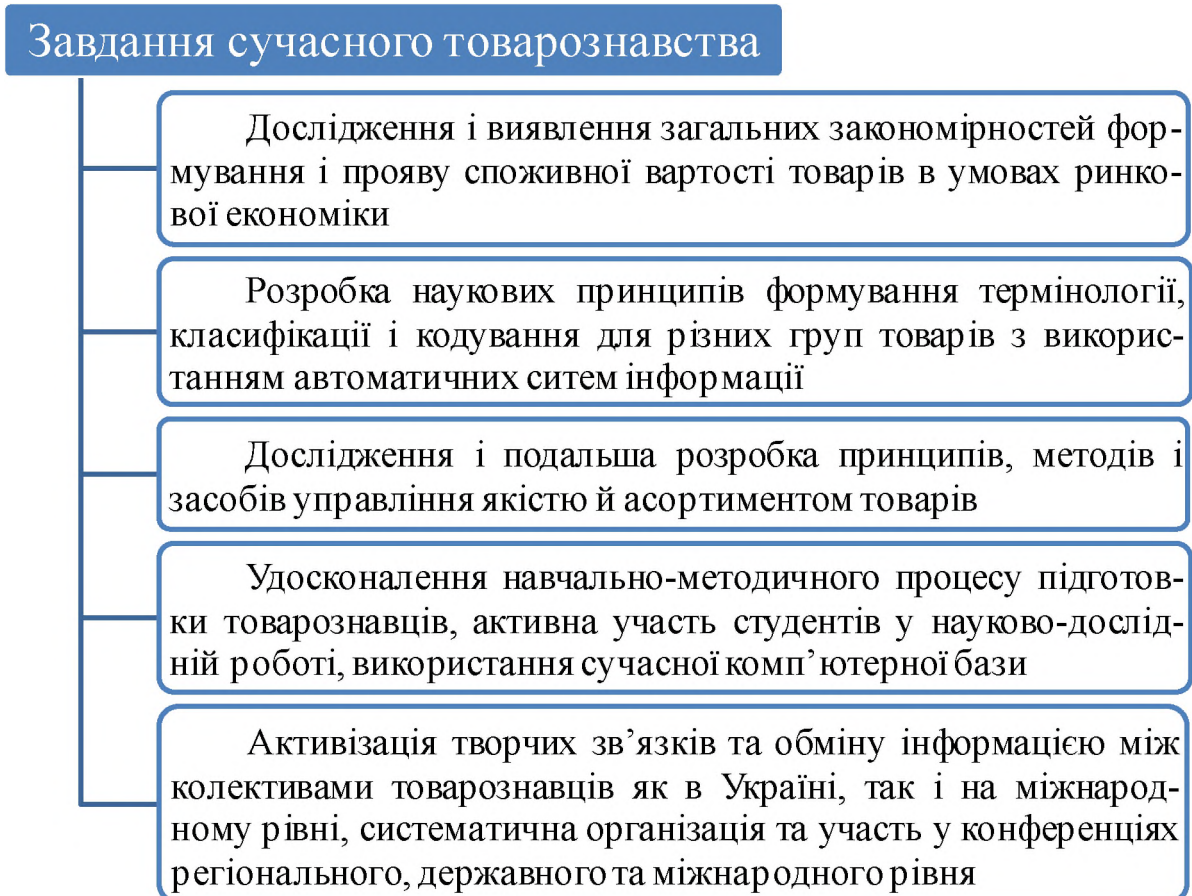 Завдання сучасного товарознавства
Дослідження і виявлення загальних закономірностей фор-
мування і прояву споживної вартості товарів в умовах ринко-
вої економіки
Розробка наукових принципів формування термінології,
класифікації і кодування для різних груп товарів з викорис-
танням автоматичних ситем інформації
Дослідження і подальша розробка принципів, методів і
засобів управління якістю й асортиментом товарів
Удосконалення навчально-методичного процесу підготов-
ки товарознавців, активна участь студентів у науково-дослід-
ній роботі, використання сучасної комп’ютерної бази
Активізація творчих зв’язків та обміну інформацією між
колективами товарознавців як в Україні, так і на міжнарод-
ному рівні, систематична організація та участь у конференціях
регіонального, державного та міжнародного рівня